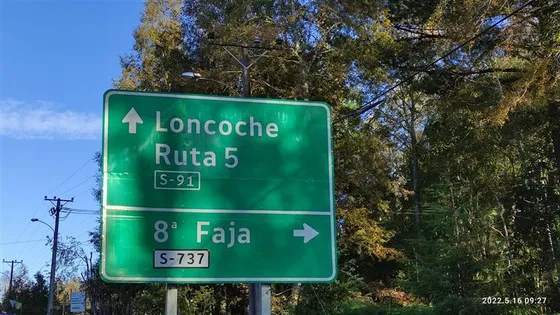 Loncoche
Ruta 5
S-91
8ª Faja
S-737
2022.5.16 09:27